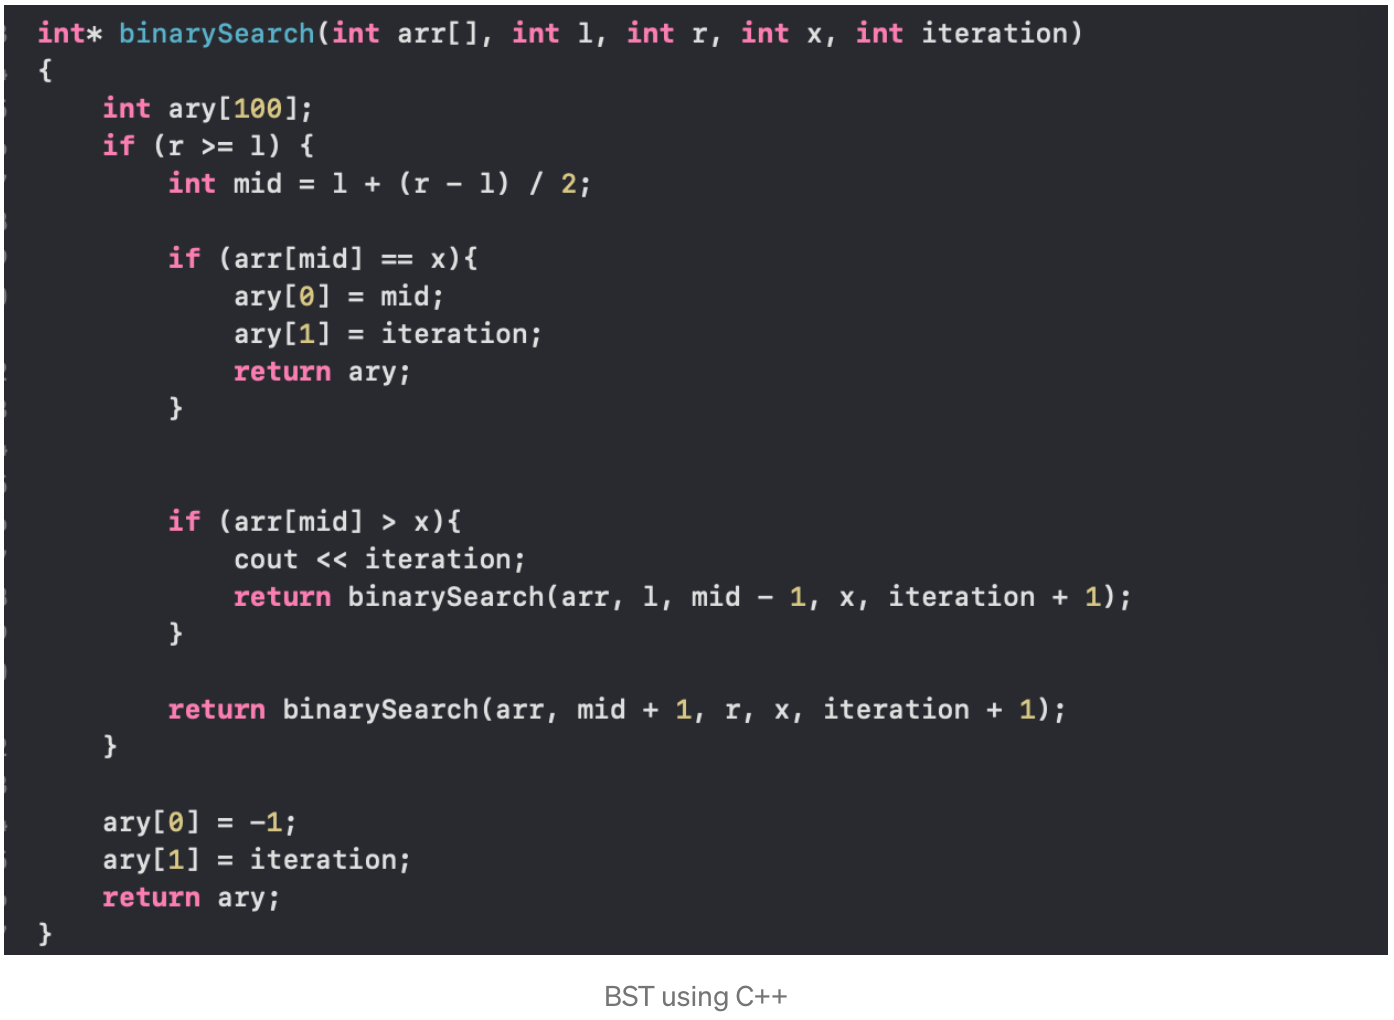 int* binarySearch(int arr[], int l, int r, int x, int iteration)
{
    int ary[100];
    if (r >= l) {
        int mid = l + (r - l) / 2;
        if (arr[mid] == x){
            ary[0] = mid;
            ary[1] = iteration;
            return ary;
        }
        if (arr[mid] > x){
            cout << iteration;
            return binarySearch(arr, l, mid - 1, x, iteration + 1);
        }
        return binarySearch(arr, mid + 1, r, x, iteration + 1);
    }
    ary[0] = -1;
    ary[1] = iteration;
    return ary;
}
BST using C++